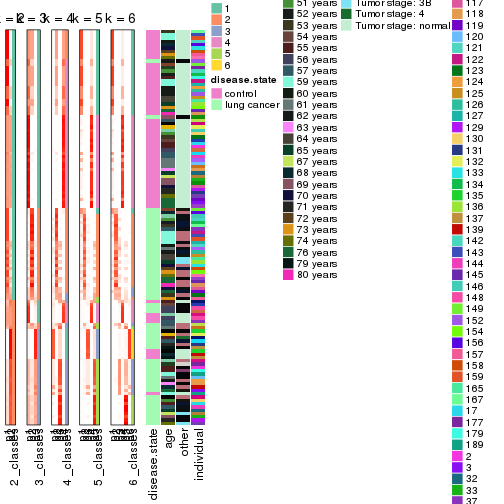 k = 2
k = 3
k = 4
k = 5
k = 6
1
2
3
4
5
6
disease.state
control
lung cancer
51 years
52 years
53 years
54 years
55 years
56 years
57 years
59 years
60 years
61 years
62 years
63 years
64 years
65 years
67 years
68 years
69 years
70 years
71 years
72 years
73 years
74 years
76 years
79 years
80 years
Tumor stage: 3B
Tumor stage: 4
Tumor stage: normal
117
118
119
120
121
122
123
124
125
126
127
129
130
131
132
133
134
135
136
137
139
142
143
144
145
146
148
149
152
154
156
157
158
159
165
167
17
177
179
189
2
3
32
33
37
2_classes
3_classes
4_classes
5_classes
6_classes
disease.state
age
other
individual